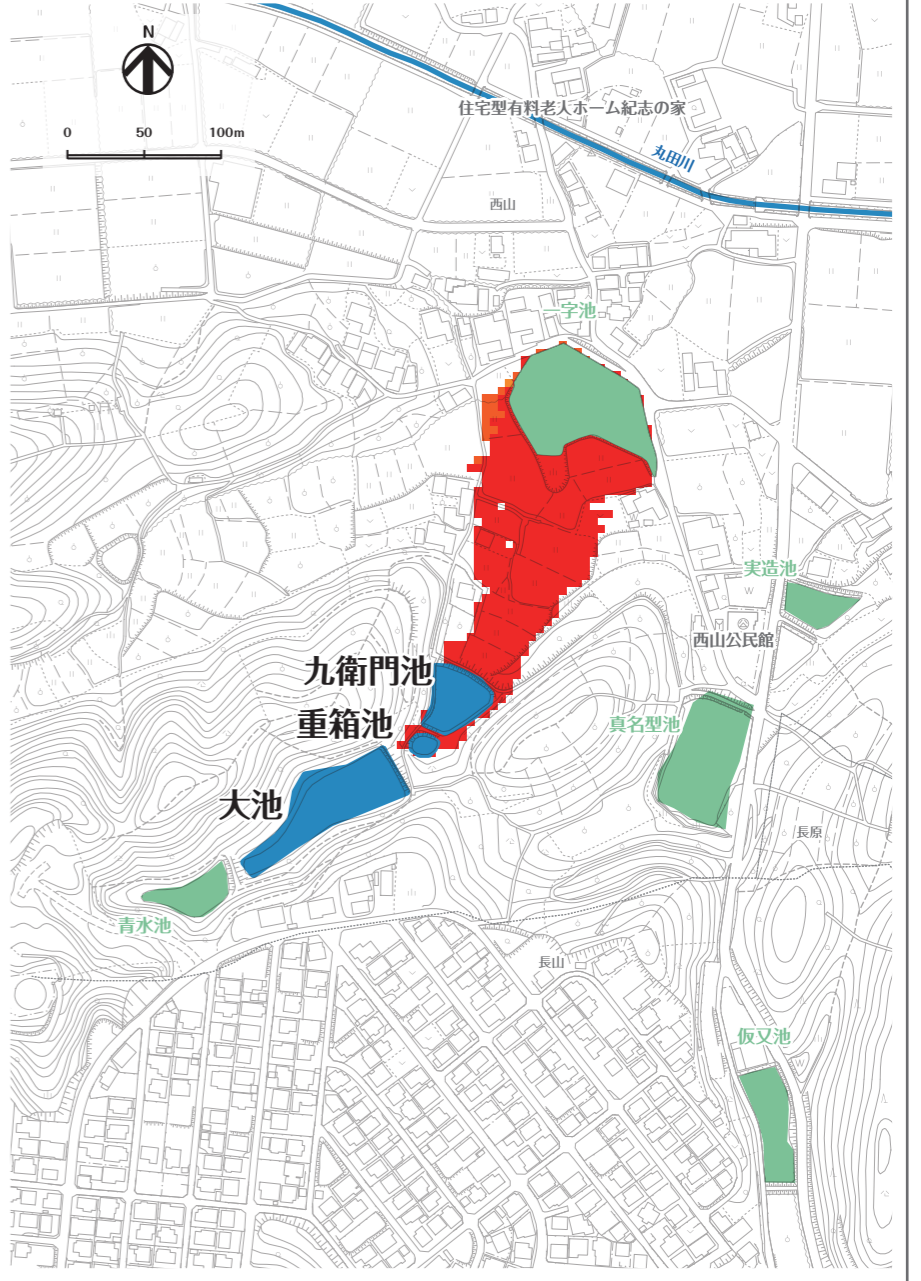 N
0 50 100m
住宅型有料老人ホーム紀志の家
丸田川
西山
一字池
実造池
西山公民館
九衛門池
重箱池
真名型池
大池
長原
青水池
長山
仮又池